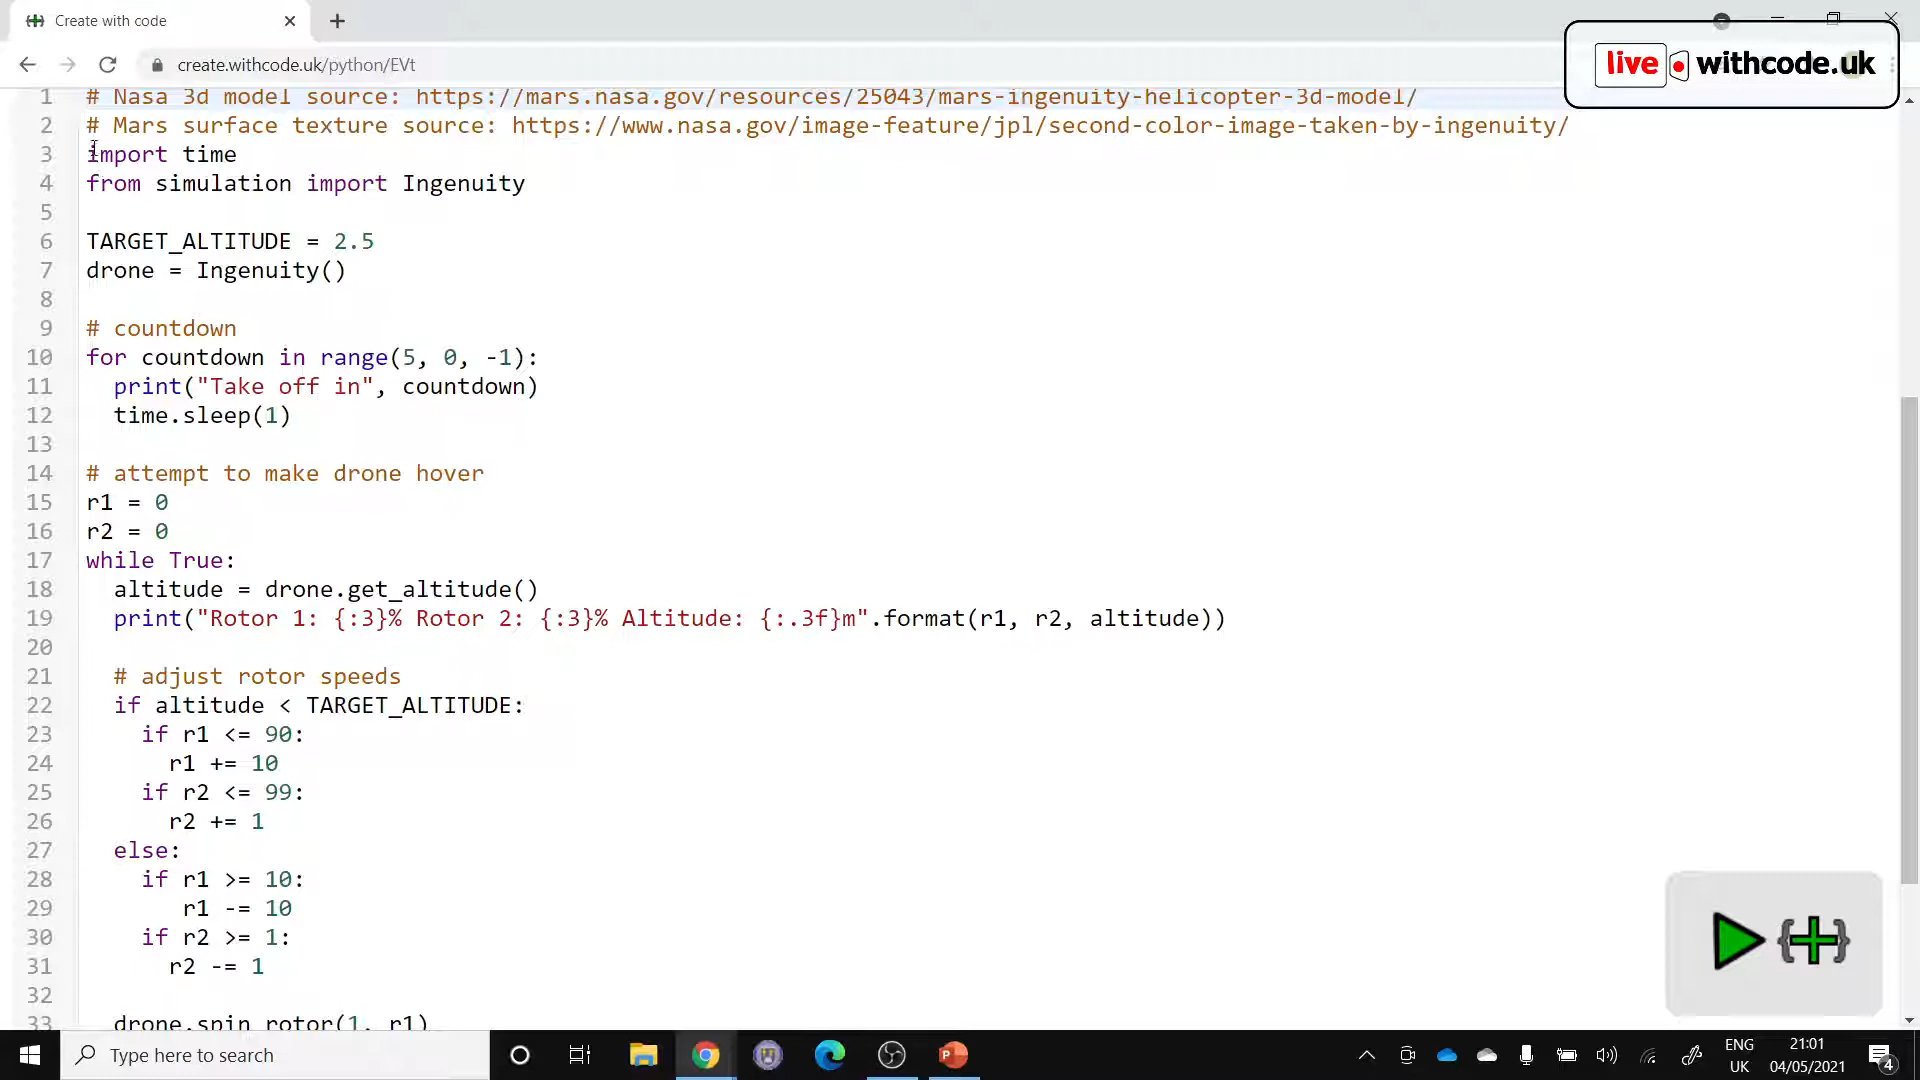 Create with code
create.withcode.uk/python/EVt
live withcode.uk
1 # Nasa 3d model source: https://mars.nasa.gov/resources/25043/mars-ingenuity-helicopter-3d-model/
2 # Mars surface texture source: https://www.nasa.gov/image-feature/jpl/second-color-image-taken-by-ingenuity/
3 import time
4 from simulation import Ingenuity
5
6 TARGET_ALTITUDE = 2.5
7 drone = Ingenuity()
8
9 # countdown
10 for countdown in range(5, 0, -1):
11   print("Take off in", countdown)
12   time.sleep(1)
13
14 # attempt to make drone hover
15 r1 = 0
16 r2 = 0
17 while True:
18   altitude = drone.get_altitude()
19   print("Rotor 1: {:3}% Rotor 2: {:3}% Altitude: {:.3f}m".format(r1, r2, altitude))
20
21   # adjust rotor speeds
22   if altitude < TARGET_ALTITUDE:
23     if r1 <= 90:
24       r1 += 10
25     if r2 <= 99:
26       r2 += 1
27   else:
28     if r1 >= 10:
29        r1 -= 10
30     if r2 >= 1:
31       r2 -= 1
32
33   drone.spin_rotor(1, r1)
Type here to search
ENG
UK
21:01
04/05/2021
4